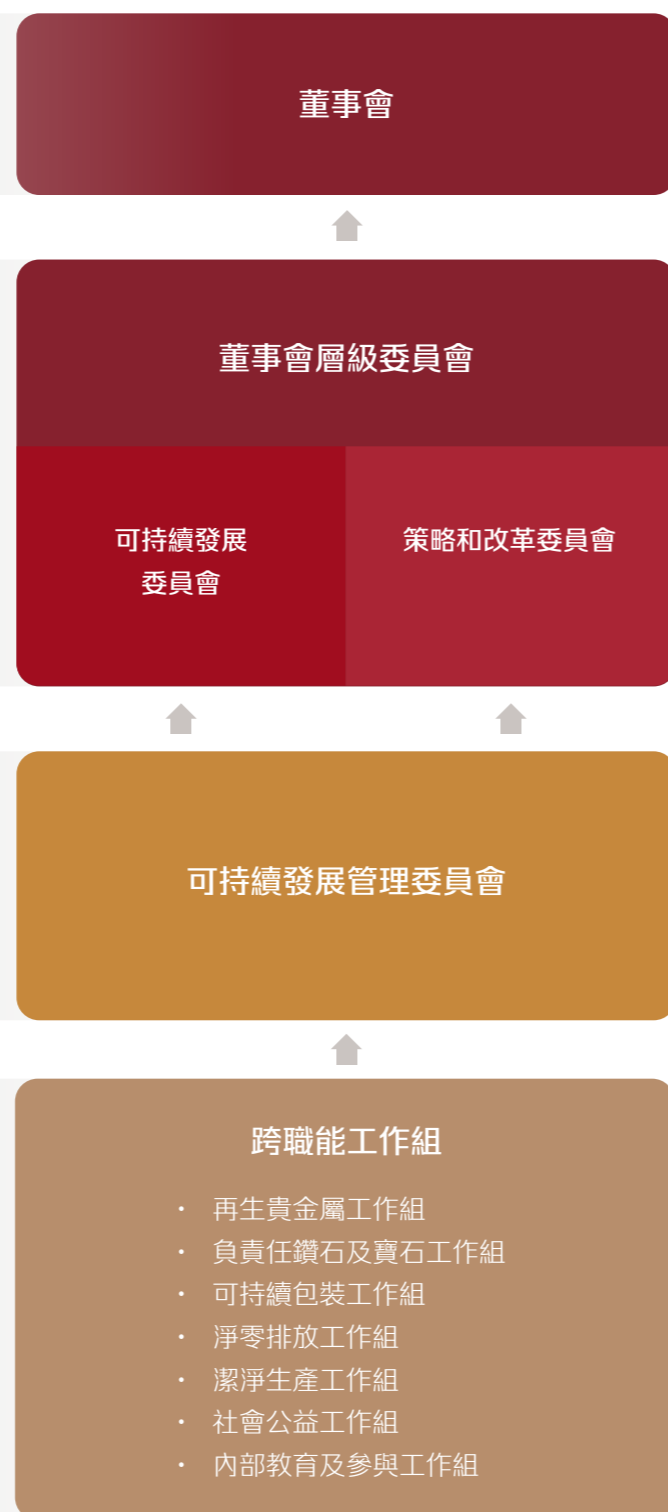 董事會
董事會層級委員會
可持續發展
委員會
策略和改革委員會
可持續發展管理委員會
跨職能工作組
• 再生貴金屬工作組
• 負責任鑽石及寶石工作組
• 可持續包裝工作組
• 淨零排放工作組
• 潔淨生產工作組
• 社會公益工作組
• 內部教育及參與工作組